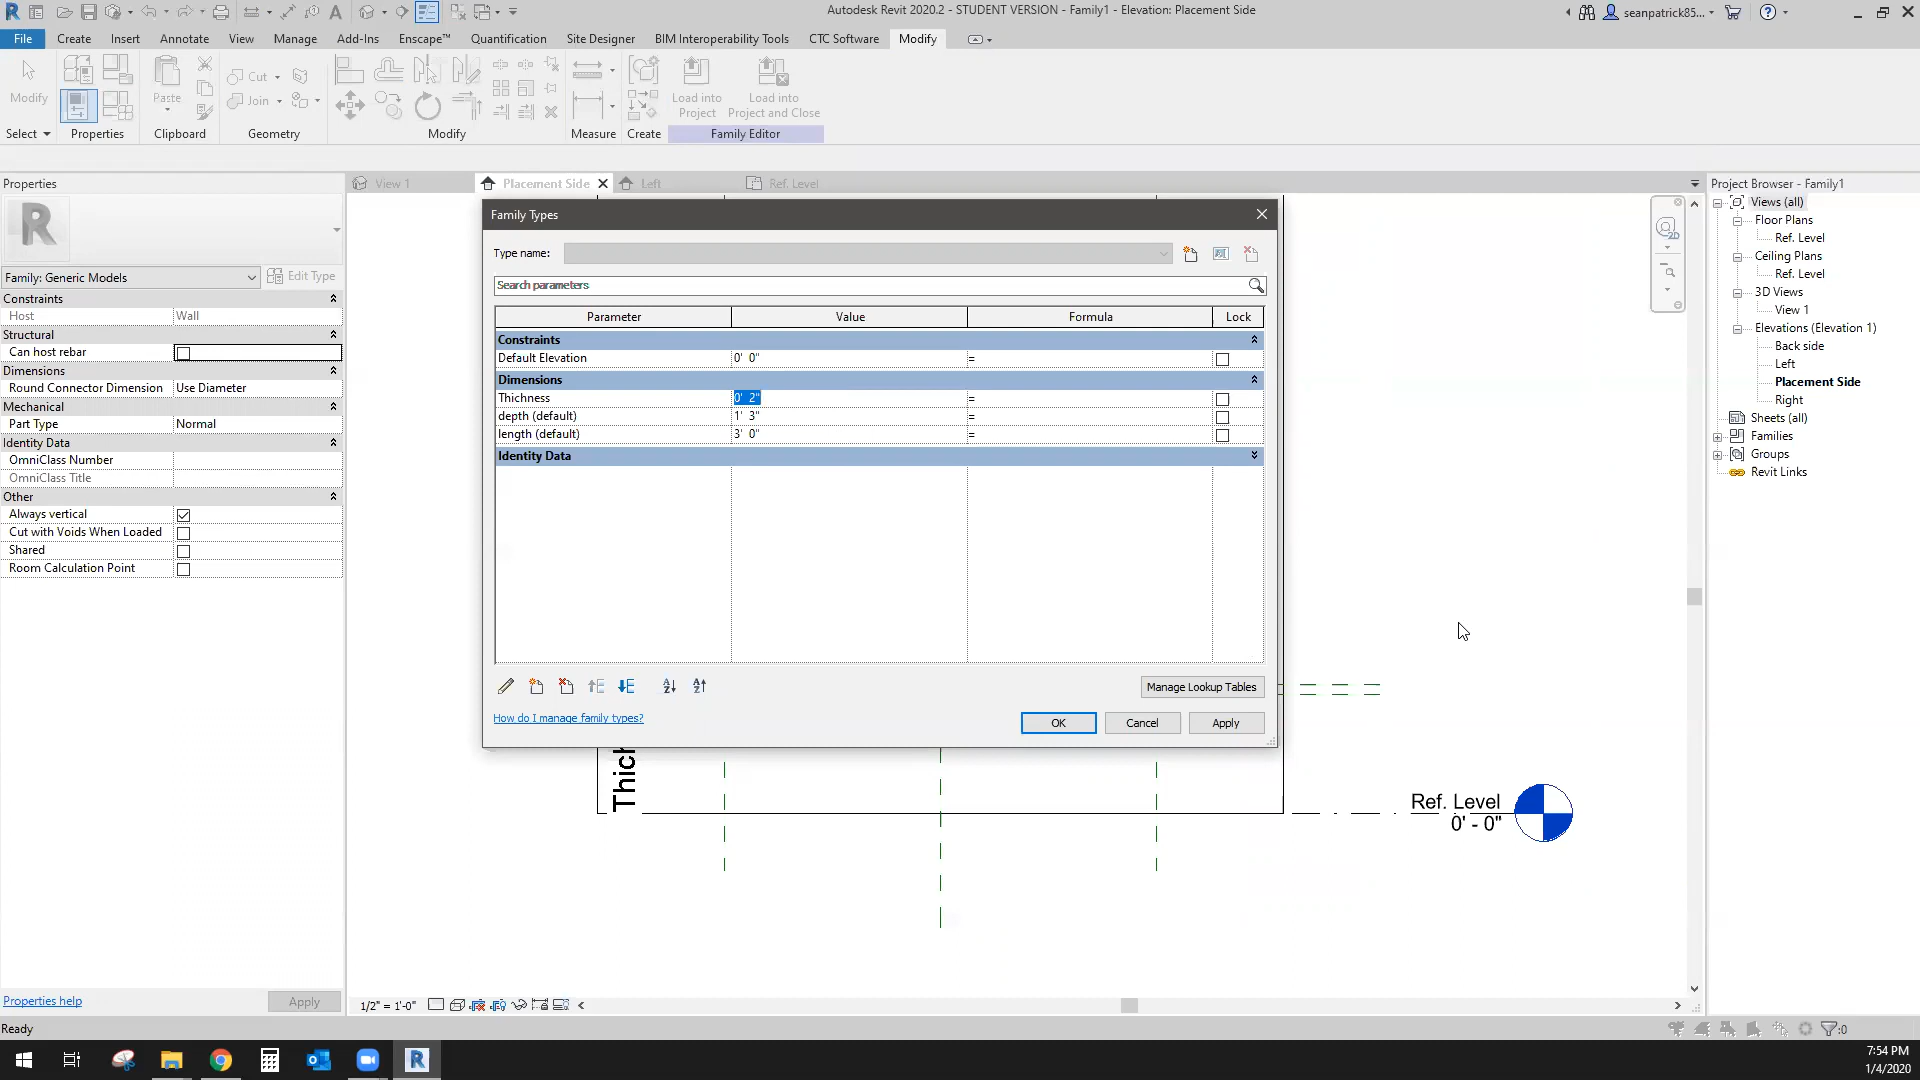 Autodesk Revit 2020.2 - STUDENT VERSION - Family1 - Elevation: Placement Side
seanpatrick85...
File Create Insert Annotate View Manage Add-Ins Enscape™ Quantification Site Designer BIM Interoperability Tools CTC Software Modify
Modify Paste Cut Join Load into Project Load into Project and Close
Select Properties Clipboard Geometry Modify Measure Create Family Editor
Properties
View 1 Placement Side Left Ref. Level
Project Browser - Family1
Family: Generic Models Edit Type
Constraints
Host Wall
Structural
Can host rebar
Dimensions
Round Connector Dimension Use Diameter
Mechanical
Part Type Normal
Identity Data
OmniClass Number
OmniClass Title
Other
Always vertical
Cut with Voids When Loaded
Shared
Room Calculation Point
Properties help Apply
Family Types
Type name:
Search parameters
Parameter Value Formula Lock
Constraints
Default Elevation 0' 0" =
Dimensions
Thickness 0' 2" =
depth (default) 1' 3" =
length (default) 3' 0" =
Identity Data
Manage Lookup Tables
How do I manage family types?
OK Cancel Apply
Thick
Ref. Level
0' - 0"
2D
Views (all)
Floor Plans
Ref. Level
Ceiling Plans
Ref. Level
3D Views
View 1
Elevations (Elevation 1)
Back side
Left
Placement Side
Right
Sheets (all)
Families
Groups
Revit Links
1/2" = 1'-0"
Ready
:0
7:54 PM
1/4/2020